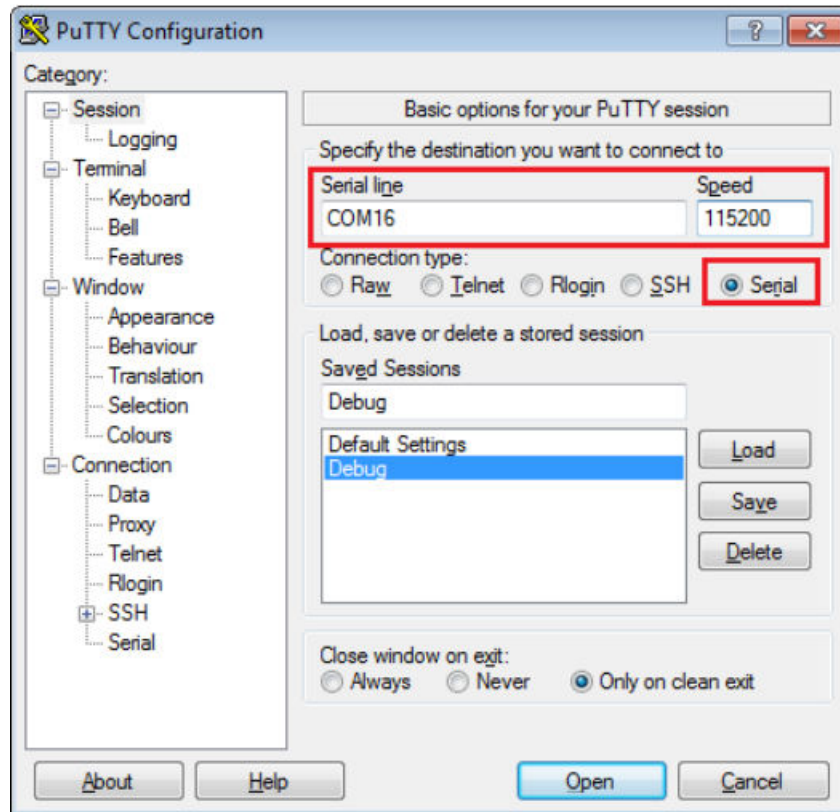 PuTTY Configuration
Category:
Session
Logging
Terminal
Keyboard
Bell
Features
Window
Appearance
Behaviour
Translation
Selection
Colours
Connection
Data
Proxy
Telnet
Rlogin
SSH
Serial
Basic options for your PuTTY session
Specify the destination you want to connect to
Serial line Speed
COM16 115200
Connection type:
Raw Telnet Rlogin SSH Serial
Load, save or delete a stored session
Saved Sessions
Debug
Default Settings
Debug
Load
Save
Delete
Close window on exit:
Always Never Only on clean exit
About Help Open Cancel